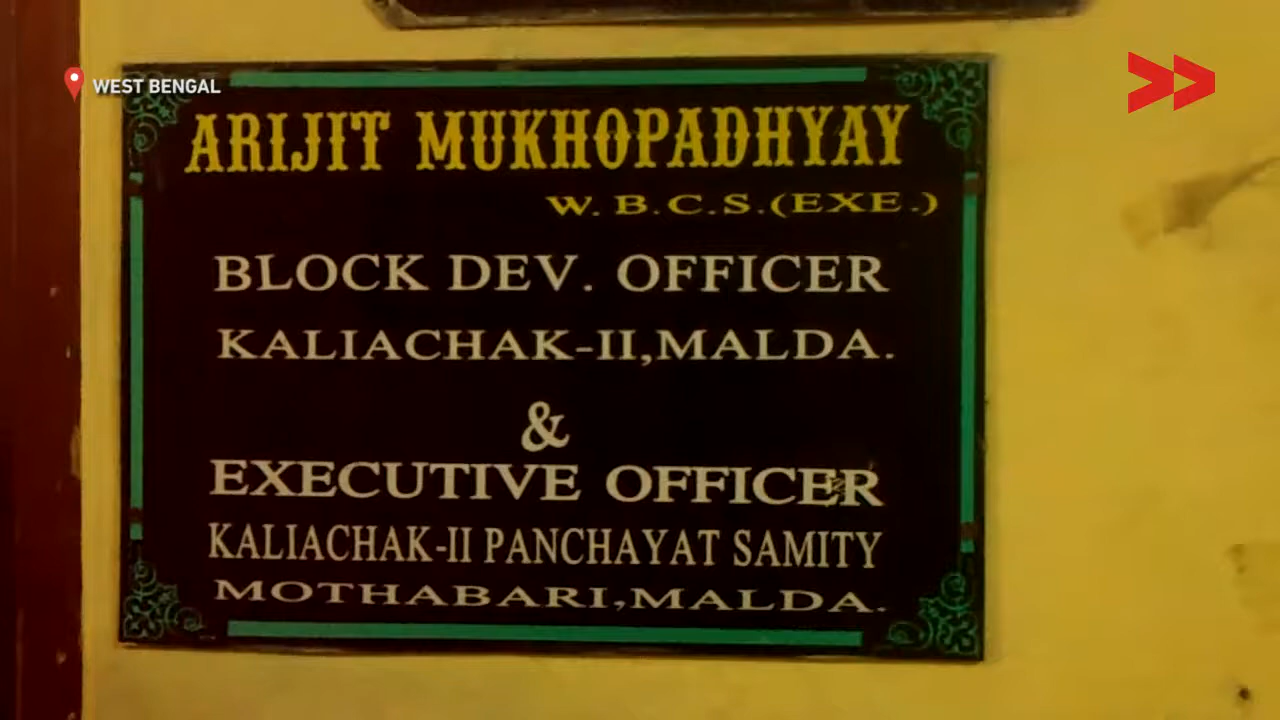 WEST BENGAL
ARIJIT MUKHOPADHYAY
W. B.C.S.(EXE.)
BLOCK DEV. OFFICER
KALIACHAK-II,MALDA.
&
EXECUTIVE OFFICER
KALIACHAK-II PANCHAYAT SAMITY
MOTHABARI,MALDA.